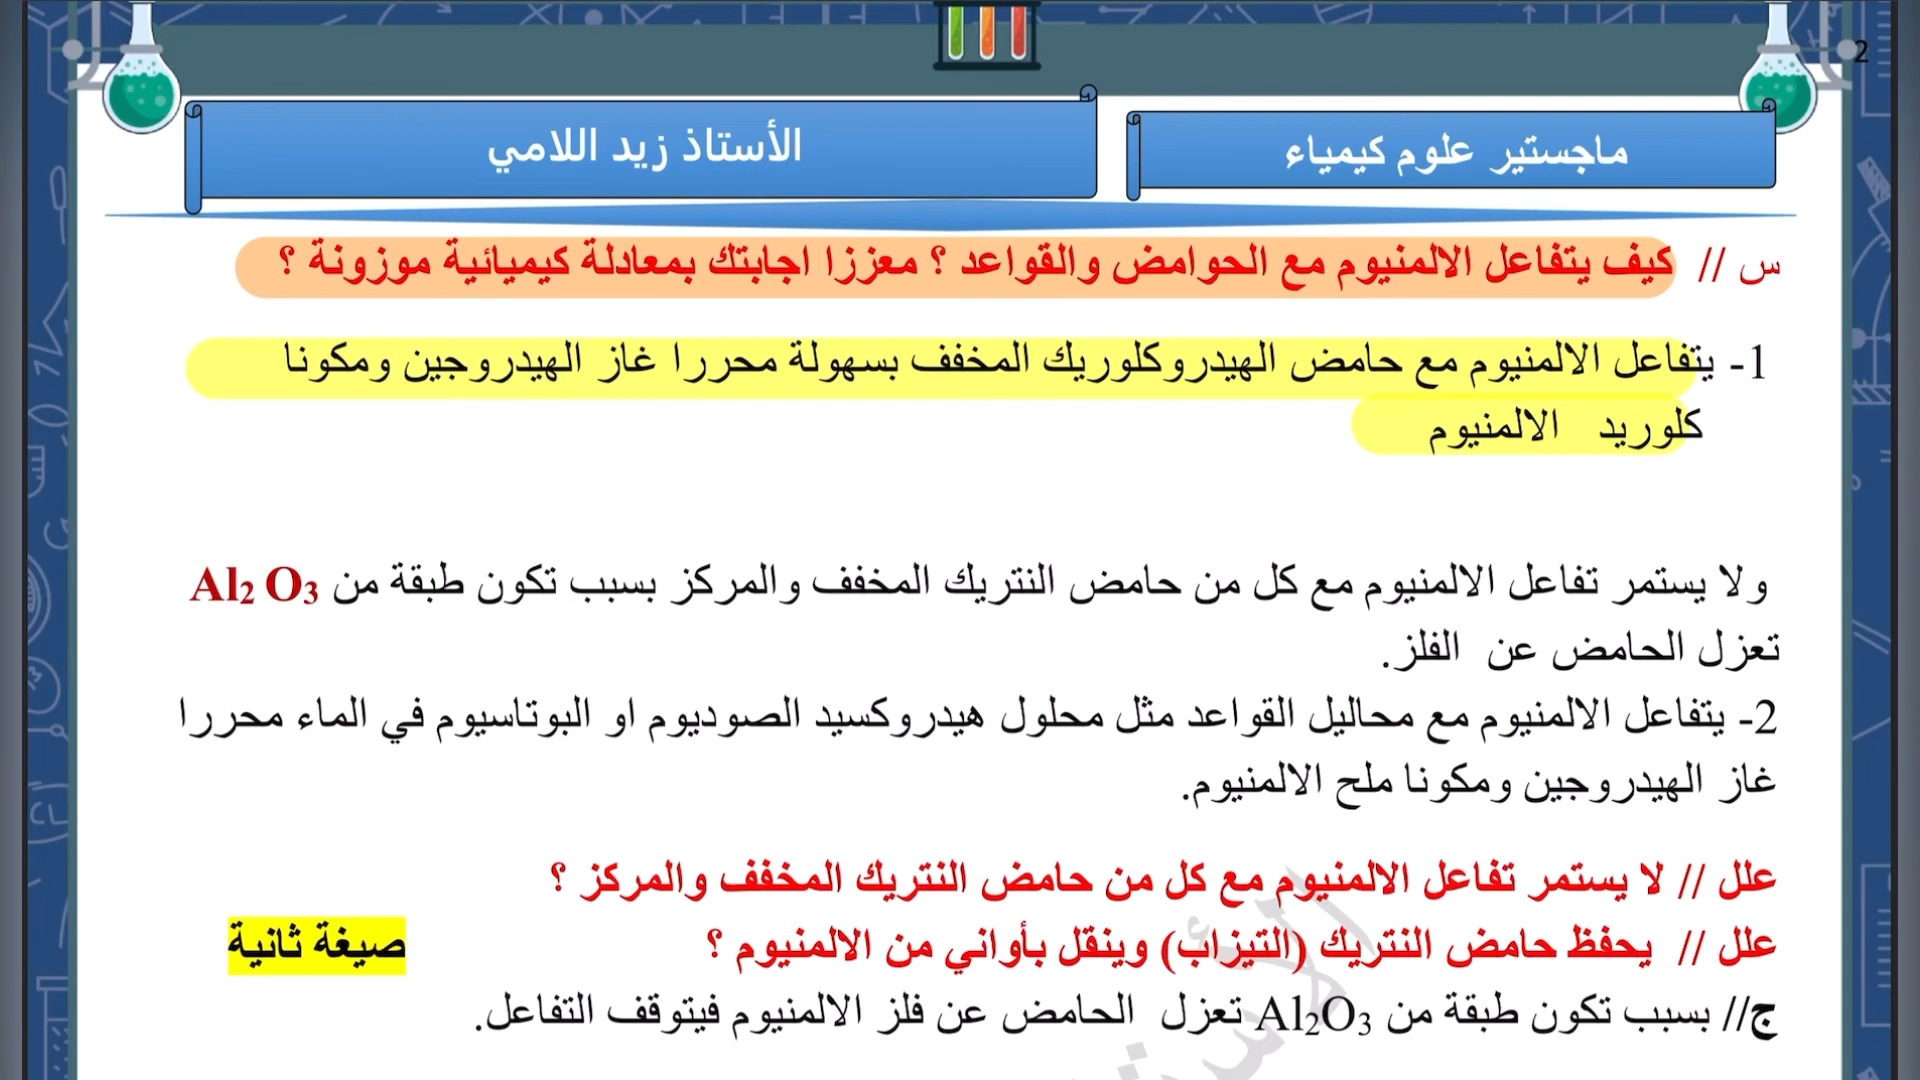 2
ماجستير علوم كيمياء
الأستاذ زيد اللامي
س // كيف يتفاعل الالمنيوم مع الحوامض والقواعد ؟ معززا اجابتك بمعادلة كيميائية موزونة ؟
1- يتفاعل الالمنيوم مع حامض الهيدروكلوريك المخفف بسهولة محررا غاز الهيدروجين ومكونا
كلوريد الالمنيوم
ولا يستمر تفاعل الالمنيوم مع كل من حامض النتريك المخفف والمركز بسبب تكون طبقة من Al₂ O₃
تعزل الحامض عن الفلز.
2- يتفاعل الالمنيوم مع محاليل القواعد مثل محلول هيدروكسيد الصوديوم او البوتاسيوم في الماء محررا
غاز الهيدروجين ومكونا ملح الالمنيوم.
علل // لا يستمر تفاعل الالمنيوم مع كل من حامض النتريك المخفف والمركز ؟
علل // يحفظ حامض النتريك (التيزاب) وينقل بأواني من الالمنيوم ؟ صيغة ثانية
ج// بسبب تكون طبقة من Al₂O₃ تعزل الحامض عن فلز الالمنيوم فيتوقف التفاعل.